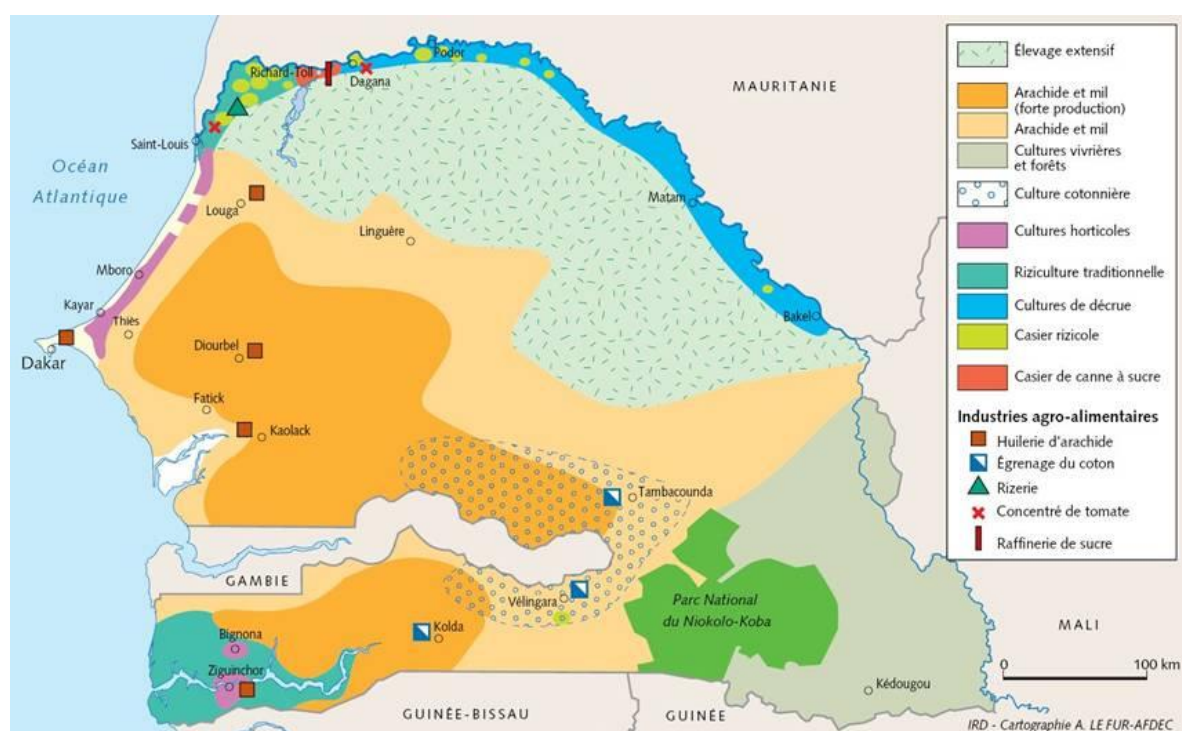 Élevage extensif
Arachide et mil
(forte production)
Arachide et mil
Cultures vivrières
et forêts
Culture cotonnière
Cultures horticoles
Riziculture traditionnelle
Cultures de décrue
Casier rizicole
Casier de canne à sucre
Industries agro-alimentaires
Huilerie d'arachide
Égrenage du coton
Rizerie
Concentré de tomate
Raffinerie de sucre
Podor
Richard-Toll
Dagana
MAURITANIE
Saint-Louis
Océan
Atlantique
Matam
Louga
Linguère
Mboro
Kayar
Thiès
Bakel
Diourbel
Dakar
Fatick
Kaolack
Tambacounda
GAMBIE
Vélingara
Parc National
du Niokolo-Koba
Kolda
Bignona
MALI
Ziguinchor
0 100 km
Kédougou
GUINÉE-BISSAU
GUINÉE
IRD - Cartographie A. LE FUR-AFDEC